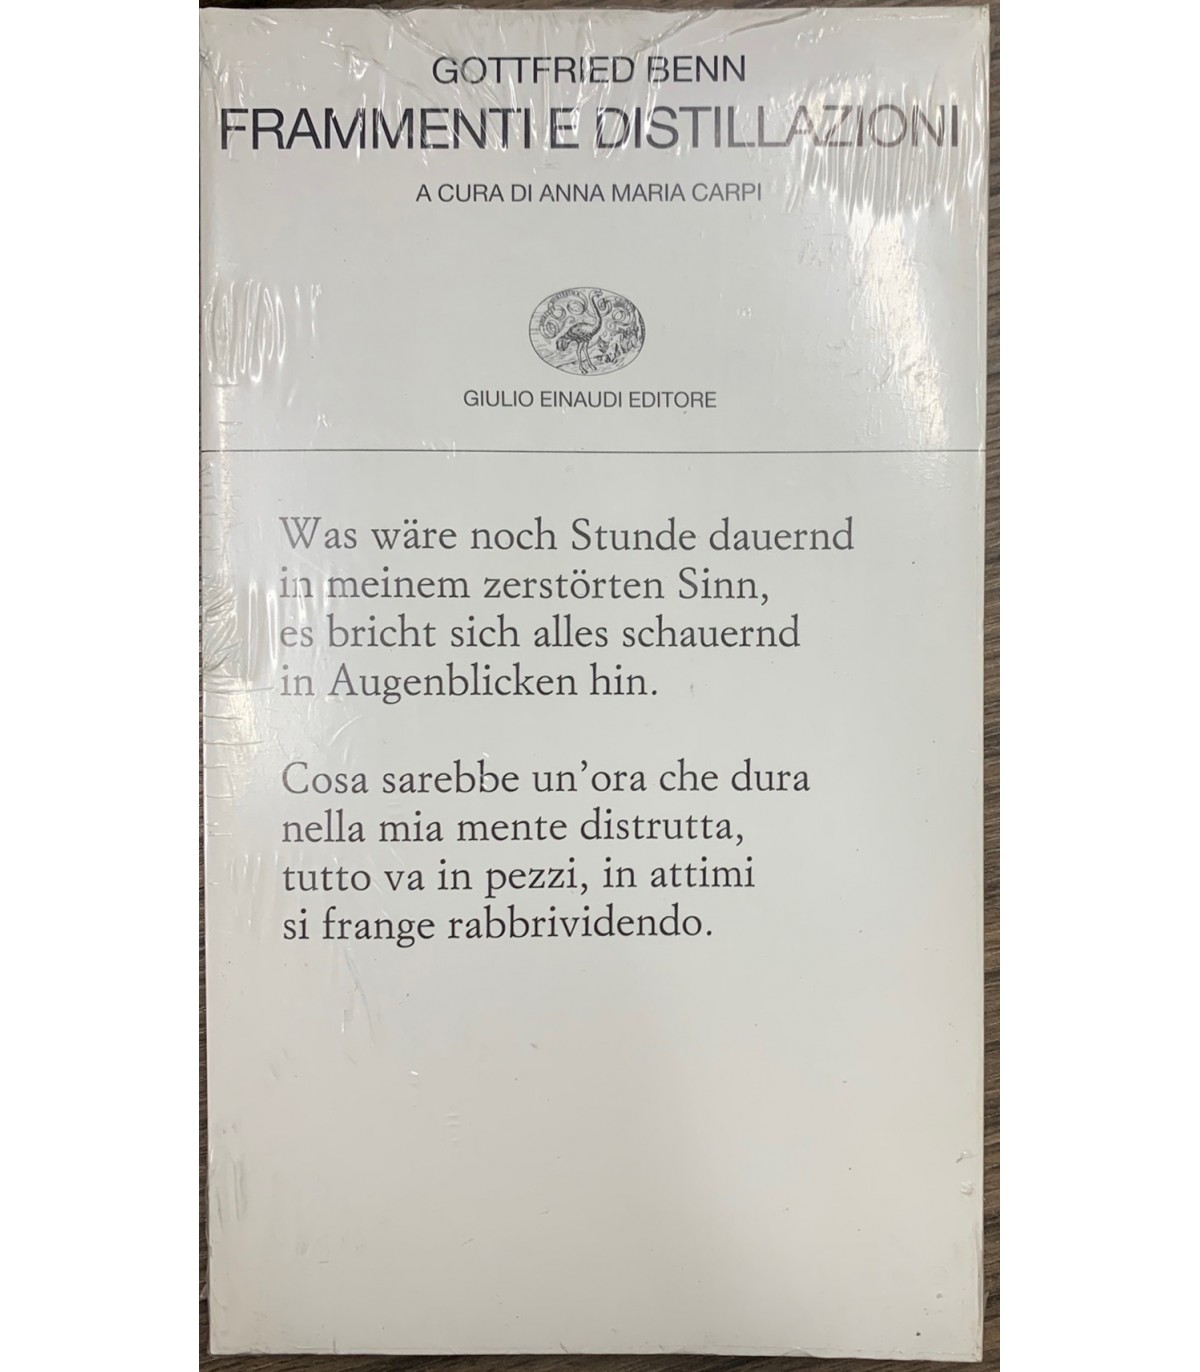 GOTTFRIED BENN
FRAMMENTI E DISTILLAZIONI
A CURA DI ANNA MARIA CARPI
GIULIO EINAUDI EDITORE
Was wäre noch Stunde dauernd
in meinem zerstörten Sinn,
es bricht sich alles schauernd
in Augenblicken hin.
Cosa sarebbe un'ora che dura
nella mia mente distrutta,
tutto va in pezzi, in attimi
si frange rabbrividendo.